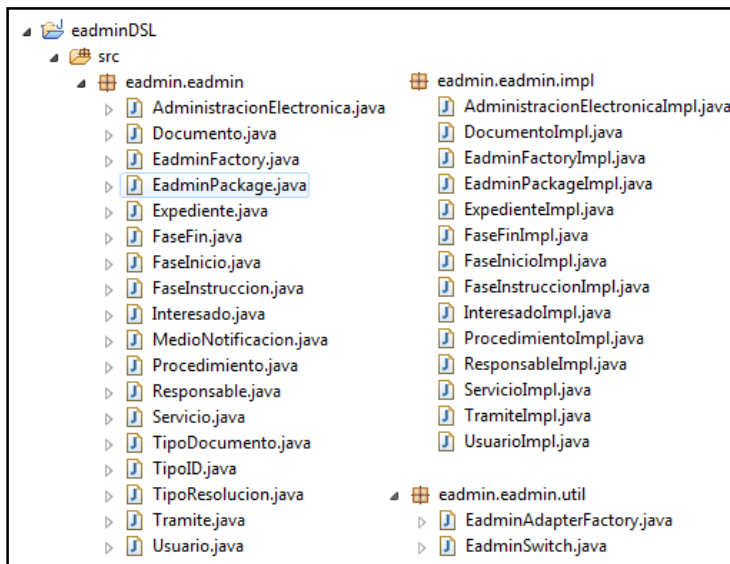 eadminDSL
src
eadmin.eadmin
AdministracionElectronica.java
Documento.java
EadminFactory.java
EadminPackage.java
Expediente.java
FaseFin.java
FaseInicio.java
FaseInstruccion.java
Interesado.java
MedioNotificacion.java
Procedimiento.java
Responsable.java
Servicio.java
TipoDocumento.java
TipoID.java
TipoResolucion.java
Tramite.java
Usuario.java
eadmin.eadmin.impl
AdministracionElectronicaImpl.java
DocumentoImpl.java
EadminFactoryImpl.java
EadminPackageImpl.java
ExpedienteImpl.java
FaseFinImpl.java
FaseInicioImpl.java
FaseInstruccionImpl.java
InteresadoImpl.java
ProcedimientoImpl.java
ResponsableImpl.java
ServicioImpl.java
TramiteImpl.java
UsuarioImpl.java
eadmin.eadmin.util
EadminAdapterFactory.java
EadminSwitch.java